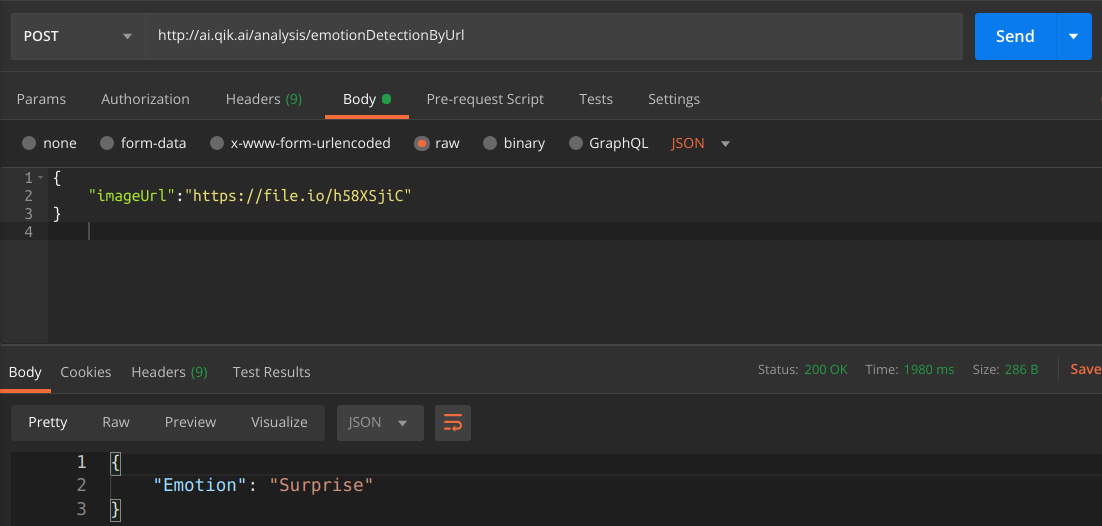 POST http://ai.qik.ai/analysis/emotionDetectionByUrl Send
Params Authorization Headers (9) Body Pre-request Script Tests Settings
none form-data x-www-form-urlencoded raw binary GraphQL JSON
1 {
2 "imageUrl":"https://file.io/h58XSjiC"
3 }
4
Body Cookies Headers (9) Test Results Status: 200 OK Time: 1980 ms Size: 286 B Save
Pretty Raw Preview Visualize JSON
1 {
2 "Emotion": "Surprise"
3 }